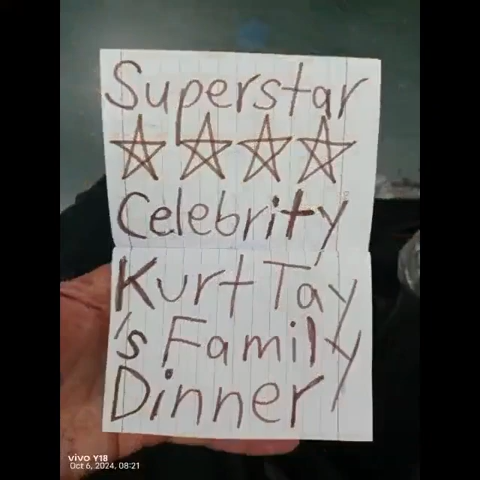 Superstar
☆☆☆☆
Celebrity
Kurt Tay
's Family
Dinner
vivo Y18
Oct 6, 2024, 08:21